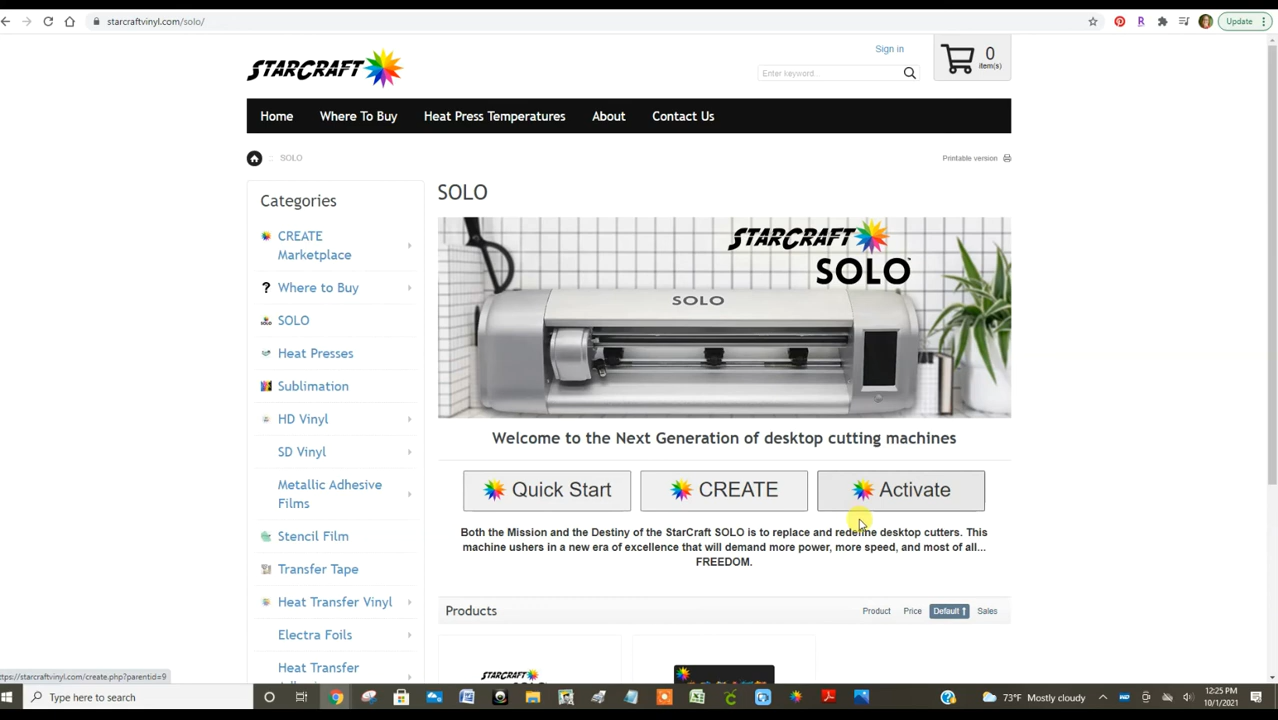 starcraftvinyl.com/solo/
Update
STARCRAFT
Sign in
0
item(s)
Enter keyword...
Home Where To Buy Heat Press Temperatures About Contact Us
:: SOLO
Printable version
Categories
CREATE
Marketplace
? Where to Buy
SOLO
Heat Presses
Sublimation
HD Vinyl
SD Vinyl
Metallic Adhesive
Films
Stencil Film
Transfer Tape
Heat Transfer Vinyl
Electra Foils
Heat Transfer
SOLO
STARCRAFT
SOLO™
SOLO
Welcome to the Next Generation of desktop cutting machines
Quick Start CREATE Activate
Both the Mission and the Destiny of the StarCraft SOLO is to replace and redefine desktop cutters. This
machine ushers in a new era of excellence that will demand more power, more speed, and most of all...
FREEDOM.
Products
Product Price Default Sales
STARCRAFT
ttps://starcraftvinyl.com/create.php?parentid=9
Type here to search
73°F Mostly cloudy
12:25 PM
10/1/2021